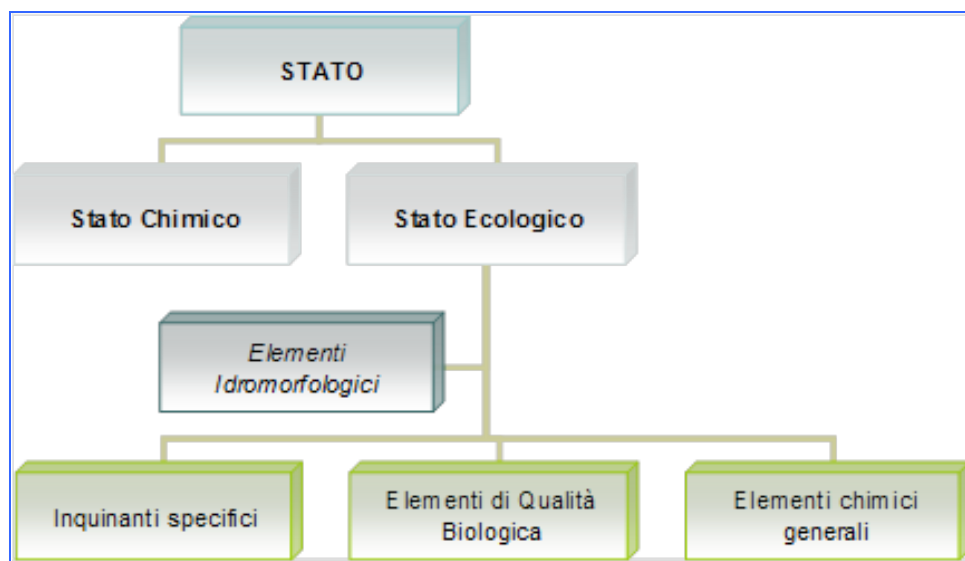 STATO
Stato Chimico
Stato Ecologico
Elementi
Idromorfologici
Inquinanti specifici
Elementi di Qualità
Biologica
Elementi chimici
generali